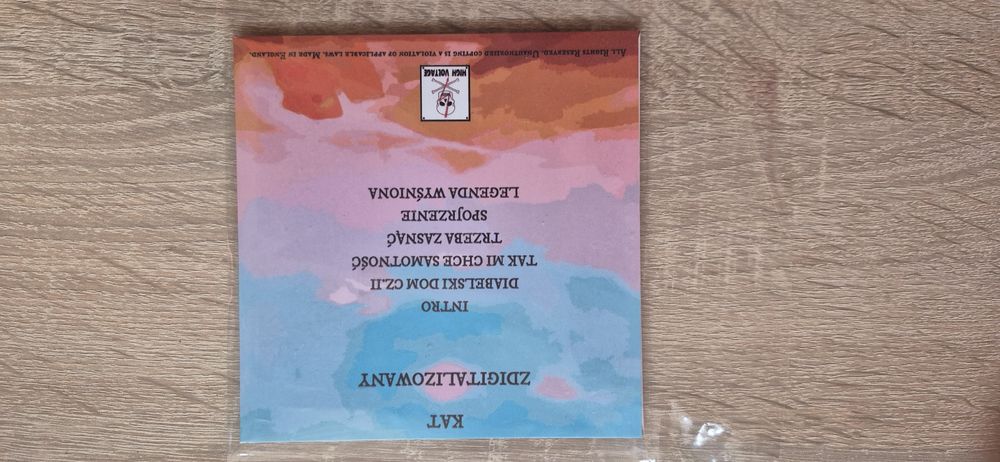 KAT
ZDIGITALIZOWANY
INTRO
DIABELSKI DOM CZ.II
TAK MI CHCE SAMOTNOŚĆ
TRZEBA ZASNĄĆ
SPOJRZENIE
LEGENDA WYŚNIONA
HIGH VOLTAGE
ALL RIGHTS RESERVED. UNAUTHORISED COPYING IS A VIOLATION OF APPLICABLE LAWS. MADE IN ENGLAND.